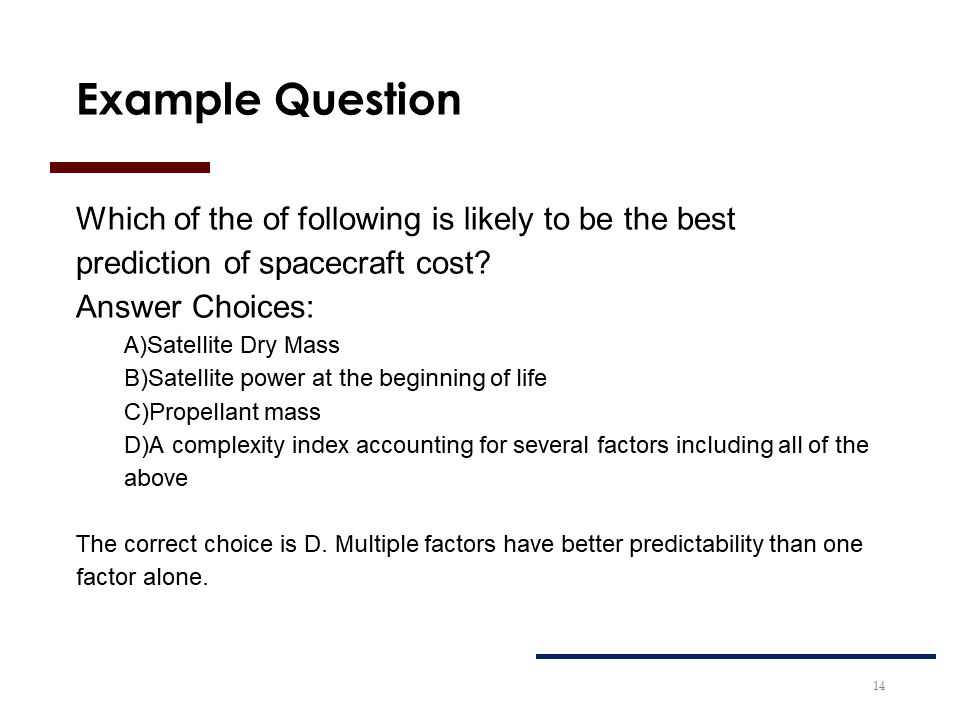 Example Question
Which of the of following is likely to be the best
prediction of spacecraft cost?
Answer Choices:
A)Satellite Dry Mass
B)Satellite power at the beginning of life
C)Propellant mass
D)A complexity index accounting for several factors including all of the
above
The correct choice is D. Multiple factors have better predictability than one
factor alone.
14